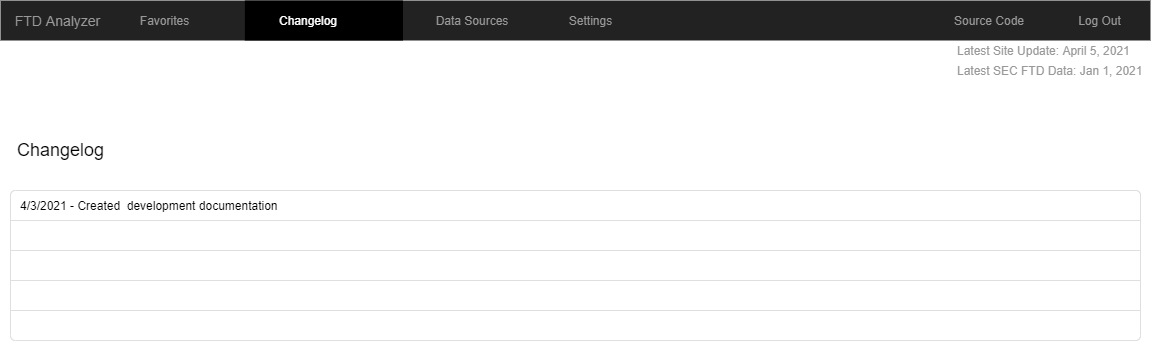 FTD Analyzer Favorites Changelog Data Sources Settings Source Code Log Out
Latest Site Update: April 5, 2021
Latest SEC FTD Data: Jan 1, 2021
Changelog
4/3/2021 - Created  development documentation